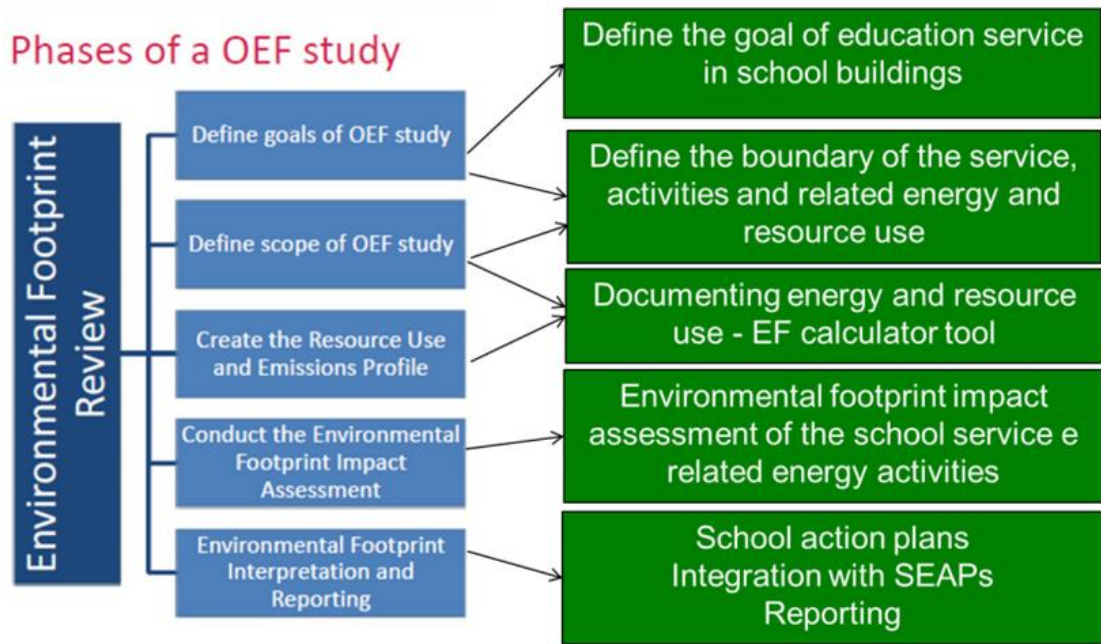 Phases of a OEF study
Environmental Footprint
Review
Define goals of OEF study
Define scope of OEF study
Create the Resource Use
and Emissions Profile
Conduct the Environmental
Footprint Impact
Assessment
Environmental Footprint
Interpretation and
Reporting
Define the goal of education service
in school buildings
Define the boundary of the service,
activities and related energy and
resource use
Documenting energy and resource
use - EF calculator tool
Environmental footprint impact
assessment of the school service e
related energy activities
School action plans
Integration with SEAPs
Reporting